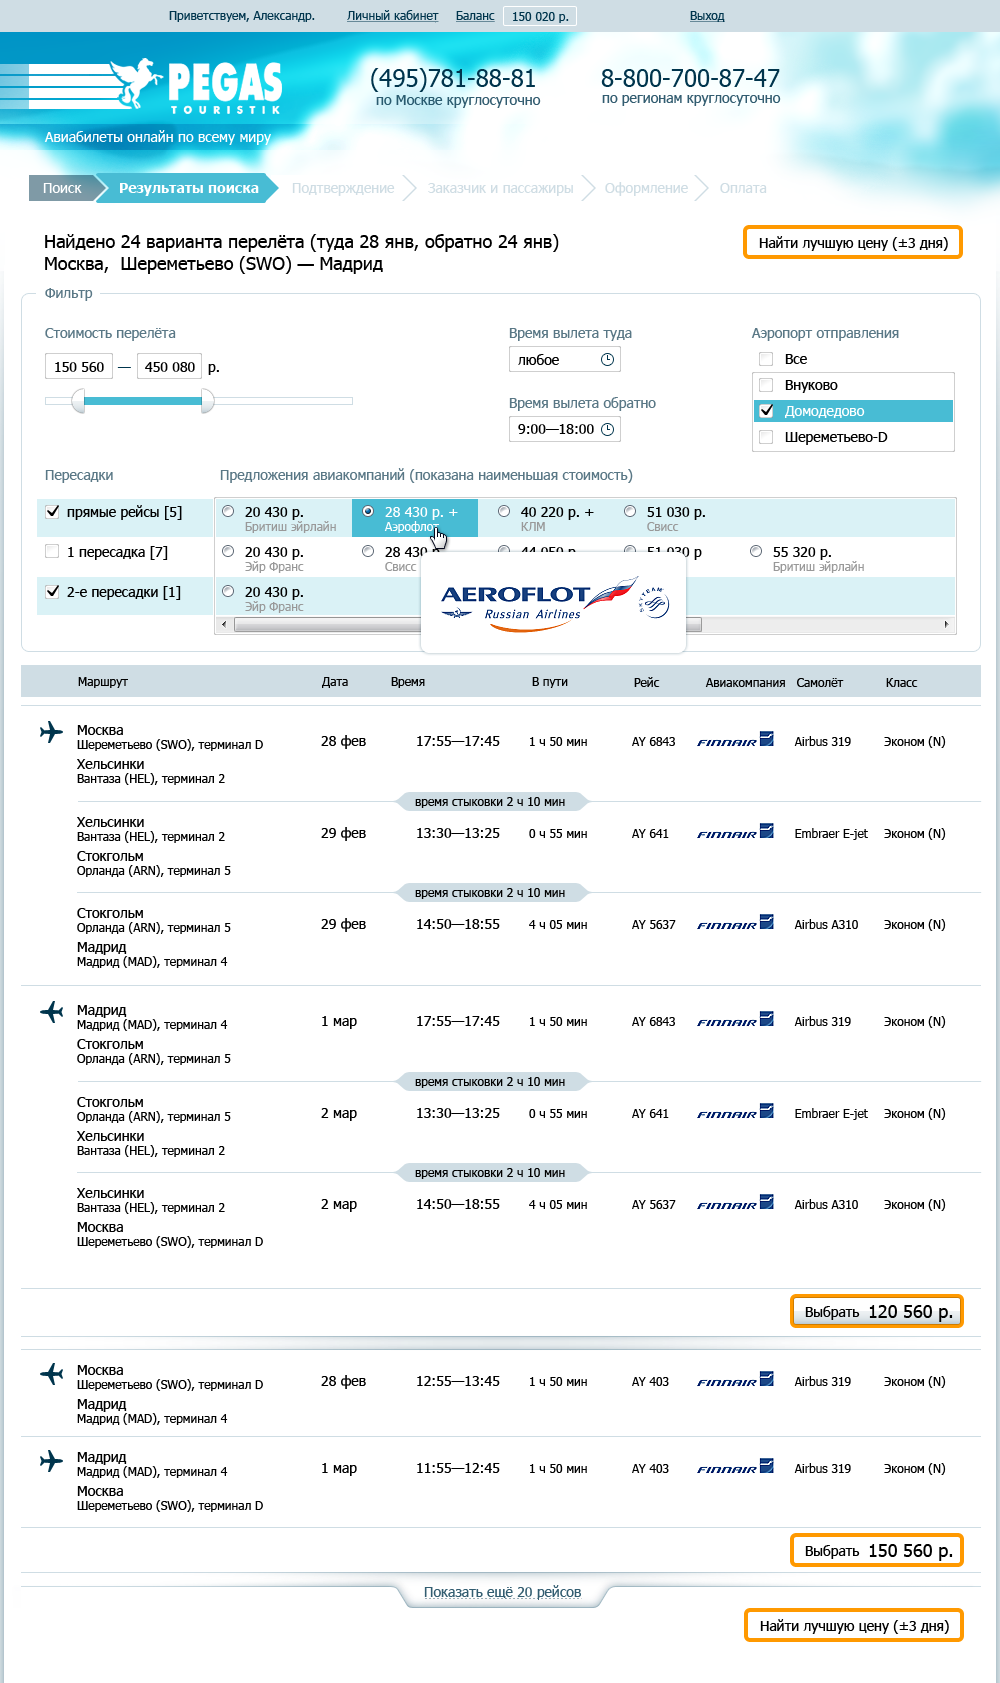 Приветствуем, Александр. Личный кабинет Баланс 150 020 р. Выход
PEGAS
TOURISTIK
(495)781-88-81 8-800-700-87-47
по Москве круглосуточно по регионам круглосуточно
Авиабилеты онлайн по всему миру
Поиск Результаты поиска Подтверждение Заказчик и пассажиры Оформление Оплата
Найдено 24 варианта перелёта (туда 28 янв, обратно 24 янв)
Москва, Шереметьево (SWO) — Мадрид
Найти лучшую цену (±3 дня)
Фильтр
Стоимость перелёта Время вылета туда Аэропорт отправления
150 560 — 450 080 р. любое Все
Внуково
Время вылета обратно Домодедово
9:00—18:00 Шереметьево-D
Пересадки Предложения авиакомпаний (показана наименьшая стоимость)
прямые рейсы [5] 20 430 р. 28 430 р. + 40 220 р. + 51 030 р.
Бритиш эйрлайн Аэрофлот КЛМ Свисс
1 пересадка [7] 20 430 р. 28 430 р 44 050 р. 51 030 р 55 320 р.
Эйр Франс Свисс Бритиш эйрлайн
2-е пересадки [1] 20 430 р.
Эйр Франс
AEROFLOT
Russian Airlines
SKYTEAM
Маршрут Дата Время В пути Рейс Авиакомпания Самолёт Класс
Москва
Шереметьево (SWO), терминал D 28 фев 17:55—17:45 1 ч 50 мин AY 6843 FINNAIR Airbus 319 Эконом (N)
Хельсинки
Вантаза (HEL), терминал 2
время стыковки 2 ч 10 мин
Хельсинки
Вантаза (HEL), терминал 2 29 фев 13:30—13:25 0 ч 55 мин AY 641 FINNAIR Embraer E-jet Эконом (N)
Стокгольм
Орланда (ARN), терминал 5
время стыковки 2 ч 10 мин
Стокгольм
Орланда (ARN), терминал 5 29 фев 14:50—18:55 4 ч 05 мин AY 5637 FINNAIR Airbus A310 Эконом (N)
Мадрид
Мадрид (MAD), терминал 4
Мадрид
Мадрид (MAD), терминал 4 1 мар 17:55—17:45 1 ч 50 мин AY 6843 FINNAIR Airbus 319 Эконом (N)
Стокгольм
Орланда (ARN), терминал 5
время стыковки 2 ч 10 мин
Стокгольм
Орланда (ARN), терминал 5 2 мар 13:30—13:25 0 ч 55 мин AY 641 FINNAIR Embraer E-jet Эконом (N)
Хельсинки
Вантаза (HEL), терминал 2
время стыковки 2 ч 10 мин
Хельсинки
Вантаза (HEL), терминал 2 2 мар 14:50—18:55 4 ч 05 мин AY 5637 FINNAIR Airbus A310 Эконом (N)
Москва
Шереметьево (SWO), терминал D
Выбрать 120 560 р.
Москва
Шереметьево (SWO), терминал D 28 фев 12:55—13:45 1 ч 50 мин AY 403 FINNAIR Airbus 319 Эконом (N)
Мадрид
Мадрид (MAD), терминал 4
Мадрид
Мадрид (MAD), терминал 4 1 мар 11:55—12:45 1 ч 50 мин AY 403 FINNAIR Airbus 319 Эконом (N)
Москва
Шереметьево (SWO), терминал D
Выбрать 150 560 р.
Показать ещё 20 рейсов
Найти лучшую цену (±3 дня)